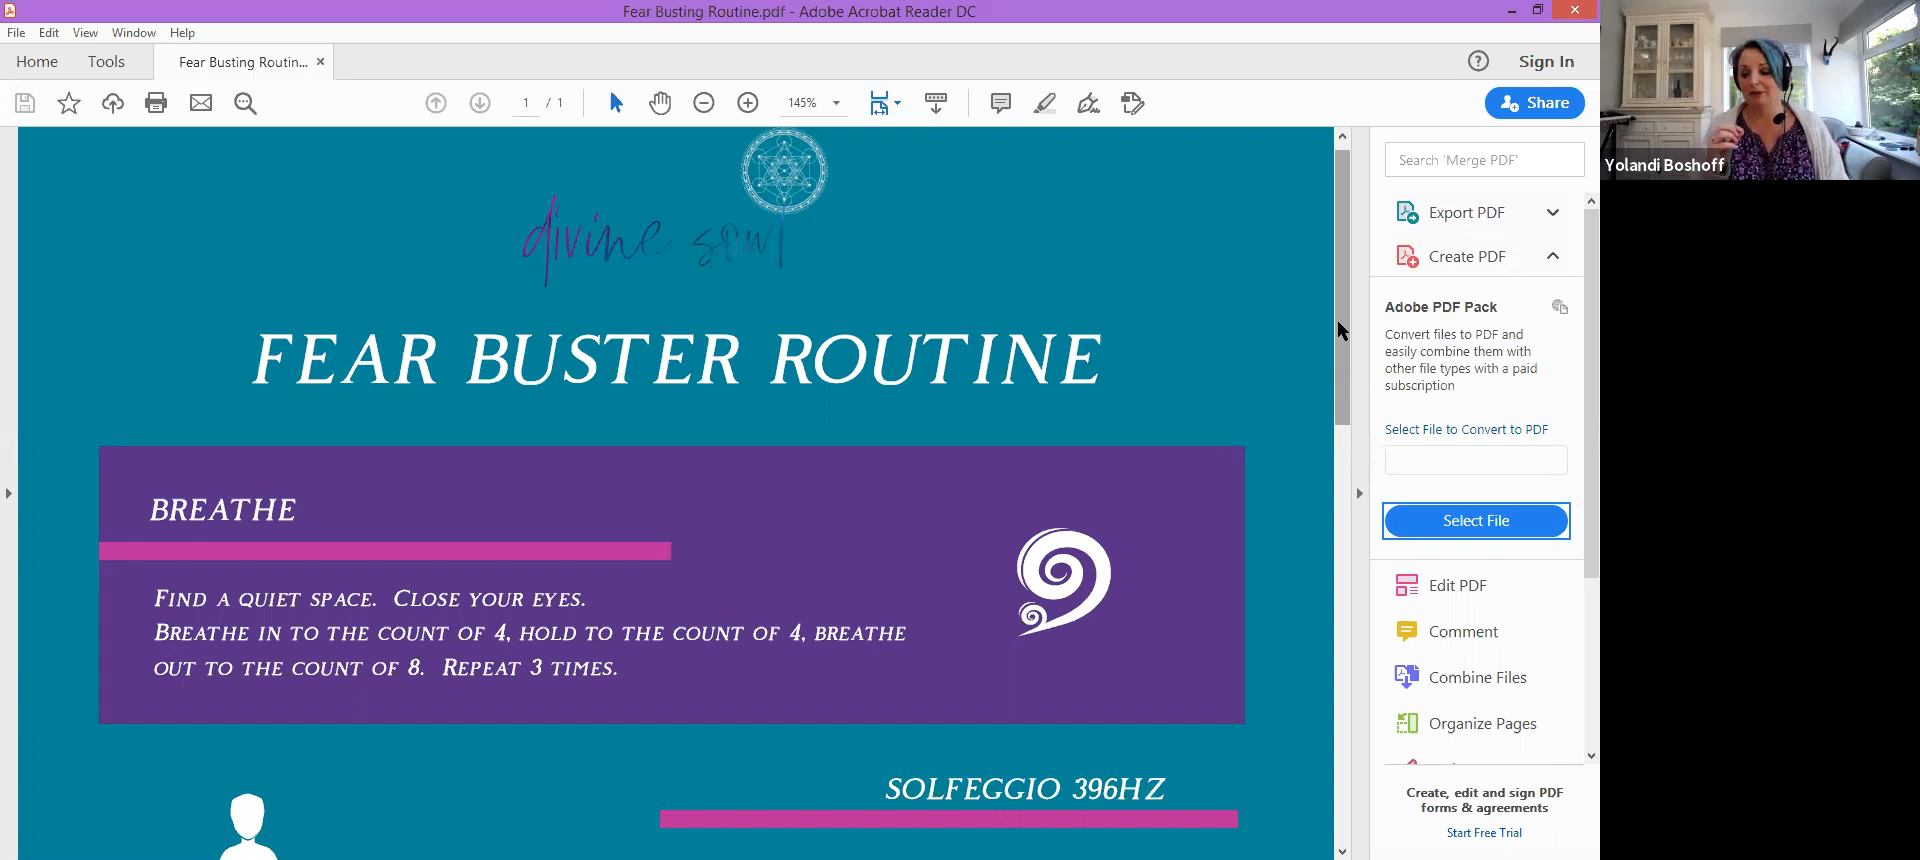 Fear Busting Routine.pdf - Adobe Acrobat Reader DC
File Edit View Window Help
Home Tools Fear Busting Routin... × Sign In
1 / 1 145% Share
Yolandi Boshoff
divine sowl
FEAR BUSTER ROUTINE
BREATHE
FIND A QUIET SPACE. CLOSE YOUR EYES.
BREATHE IN TO THE COUNT OF 4, HOLD TO THE COUNT OF 4, BREATHE
OUT TO THE COUNT OF 8. REPEAT 3 TIMES.
SOLFEGGIO 396HZ
Search 'Merge PDF'
Export PDF
Create PDF
Adobe PDF Pack
Convert files to PDF and
easily combine them with
other file types with a paid
subscription
Select File to Convert to PDF
Select File
Edit PDF
Comment
Combine Files
Organize Pages
Create, edit and sign PDF
forms & agreements
Start Free Trial